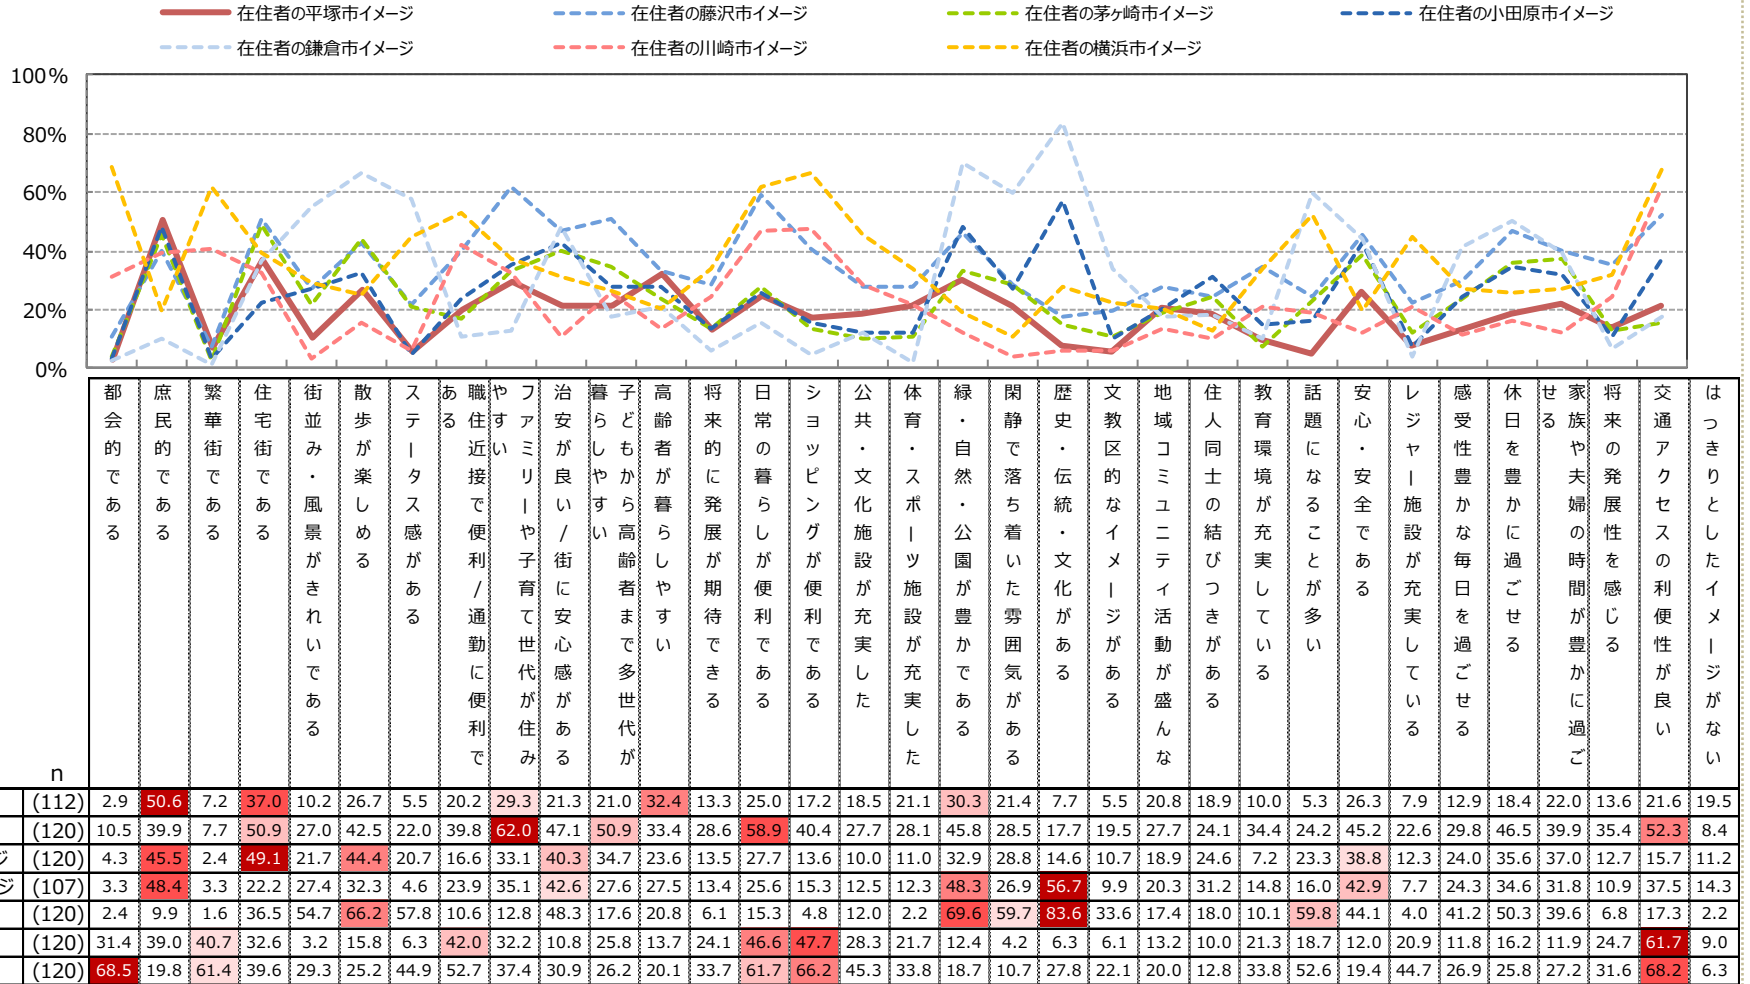 在住者の平塚市イメージ 在住者の藤沢市イメージ 在住者の茅ヶ崎市イメージ 在住者の小田原市イメージ
在住者の鎌倉市イメージ 在住者の川崎市イメージ 在住者の横浜市イメージ
100%
80%
60%
40%
20%
0%
都会的である
庶民的である
繁華街である
住宅街である
街並み・風景がきれいである
散歩が楽しめる
ステータス感がある
職住近接で便利/通勤に便利で
ある
ファミリーや子育て世代が住み
やすい
治安が良い/街に安心感がある
子どもから高齢者まで多世代が
暮らしやすい
高齢者が暮らしやすい
将来的に発展が期待できる
日常の暮らしが便利である
ショッピングが便利である
公共・文化施設が充実した
体育・スポーツ施設が充実した
緑・自然・公園が豊かである
閑静で落ち着いた雰囲気がある
歴史・伝統・文化がある
文教区的なイメージがある
地域コミュニティ活動が盛んな
住人同士の結びつきがある
教育環境が充実している
話題になることが多い
安心・安全である
レジャー施設が充実している
感受性豊かな毎日を過ごせる
休日を豊かに過ごせる
家族や夫婦の時間が豊かに過ご
せる
将来の発展性を感じる
交通アクセスの利便性が良い
はっきりとしたイメージがない
n
(112) 2.9 50.6 7.2 37.0 10.2 26.7 5.5 20.2 29.3 21.3 21.0 32.4 13.3 25.0 17.2 18.5 21.1 30.3 21.4 7.7 5.5 20.8 18.9 10.0 5.3 26.3 7.9 12.9 18.4 22.0 13.6 21.6 19.5
(120) 10.5 39.9 7.7 50.9 27.0 42.5 22.0 39.8 62.0 47.1 50.9 33.4 28.6 58.9 40.4 27.7 28.1 45.8 28.5 17.7 19.5 27.7 24.1 34.4 24.2 45.2 22.6 29.8 46.5 39.9 35.4 52.3 8.4
ジ (120) 4.3 45.5 2.4 49.1 21.7 44.4 20.7 16.6 33.1 40.3 34.7 23.6 13.5 27.7 13.6 10.0 11.0 32.9 28.8 14.6 10.7 18.9 24.6 7.2 23.3 38.8 12.3 24.0 35.6 37.0 12.7 15.7 11.2
ジ (107) 3.3 48.4 3.3 22.2 27.4 32.3 4.6 23.9 35.1 42.6 27.6 27.5 13.4 25.6 15.3 12.5 12.3 48.3 26.9 56.7 9.9 20.3 31.2 14.8 16.0 42.9 7.7 24.3 34.6 31.8 10.9 37.5 14.3
(120) 2.4 9.9 1.6 36.5 54.7 66.2 57.8 10.6 12.8 48.3 17.6 20.8 6.1 15.3 4.8 12.0 2.2 69.6 59.7 83.6 33.6 17.4 18.0 10.1 59.8 44.1 4.0 41.2 50.3 39.6 6.8 17.3 2.2
(120) 31.4 39.0 40.7 32.6 3.2 15.8 6.3 42.0 32.2 10.8 25.8 13.7 24.1 46.6 47.7 28.3 21.7 12.4 4.2 6.3 6.1 13.2 10.0 21.3 18.7 12.0 20.9 11.8 16.2 11.9 24.7 61.7 9.0
(120) 68.5 19.8 61.4 39.6 29.3 25.2 44.9 52.7 37.4 30.9 26.2 20.1 33.7 61.7 66.2 45.3 33.8 18.7 10.7 27.8 22.1 20.0 12.8 33.8 52.6 19.4 44.7 26.9 25.8 27.2 31.6 68.2 6.3